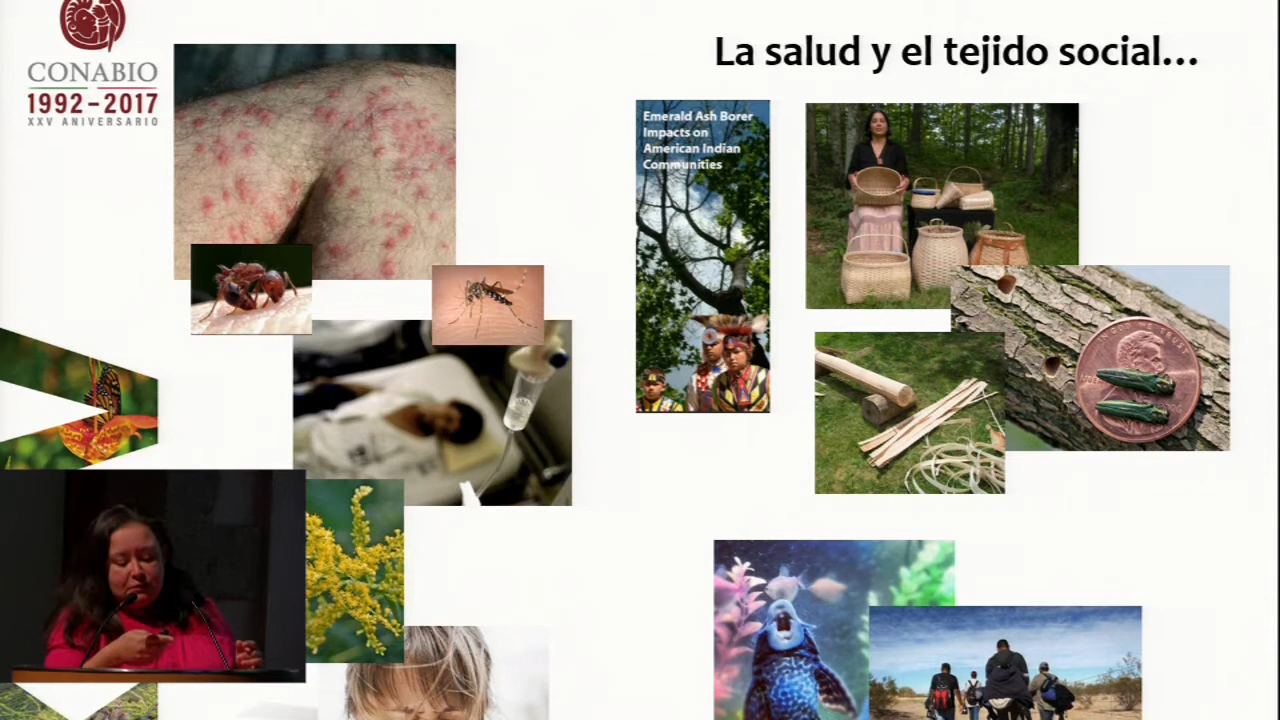 CONABIO
1992-2017
XXV ANIVERSARIO
La salud y el tejido social...
Emerald Ash Borer
Impacts on
American Indian
Communities